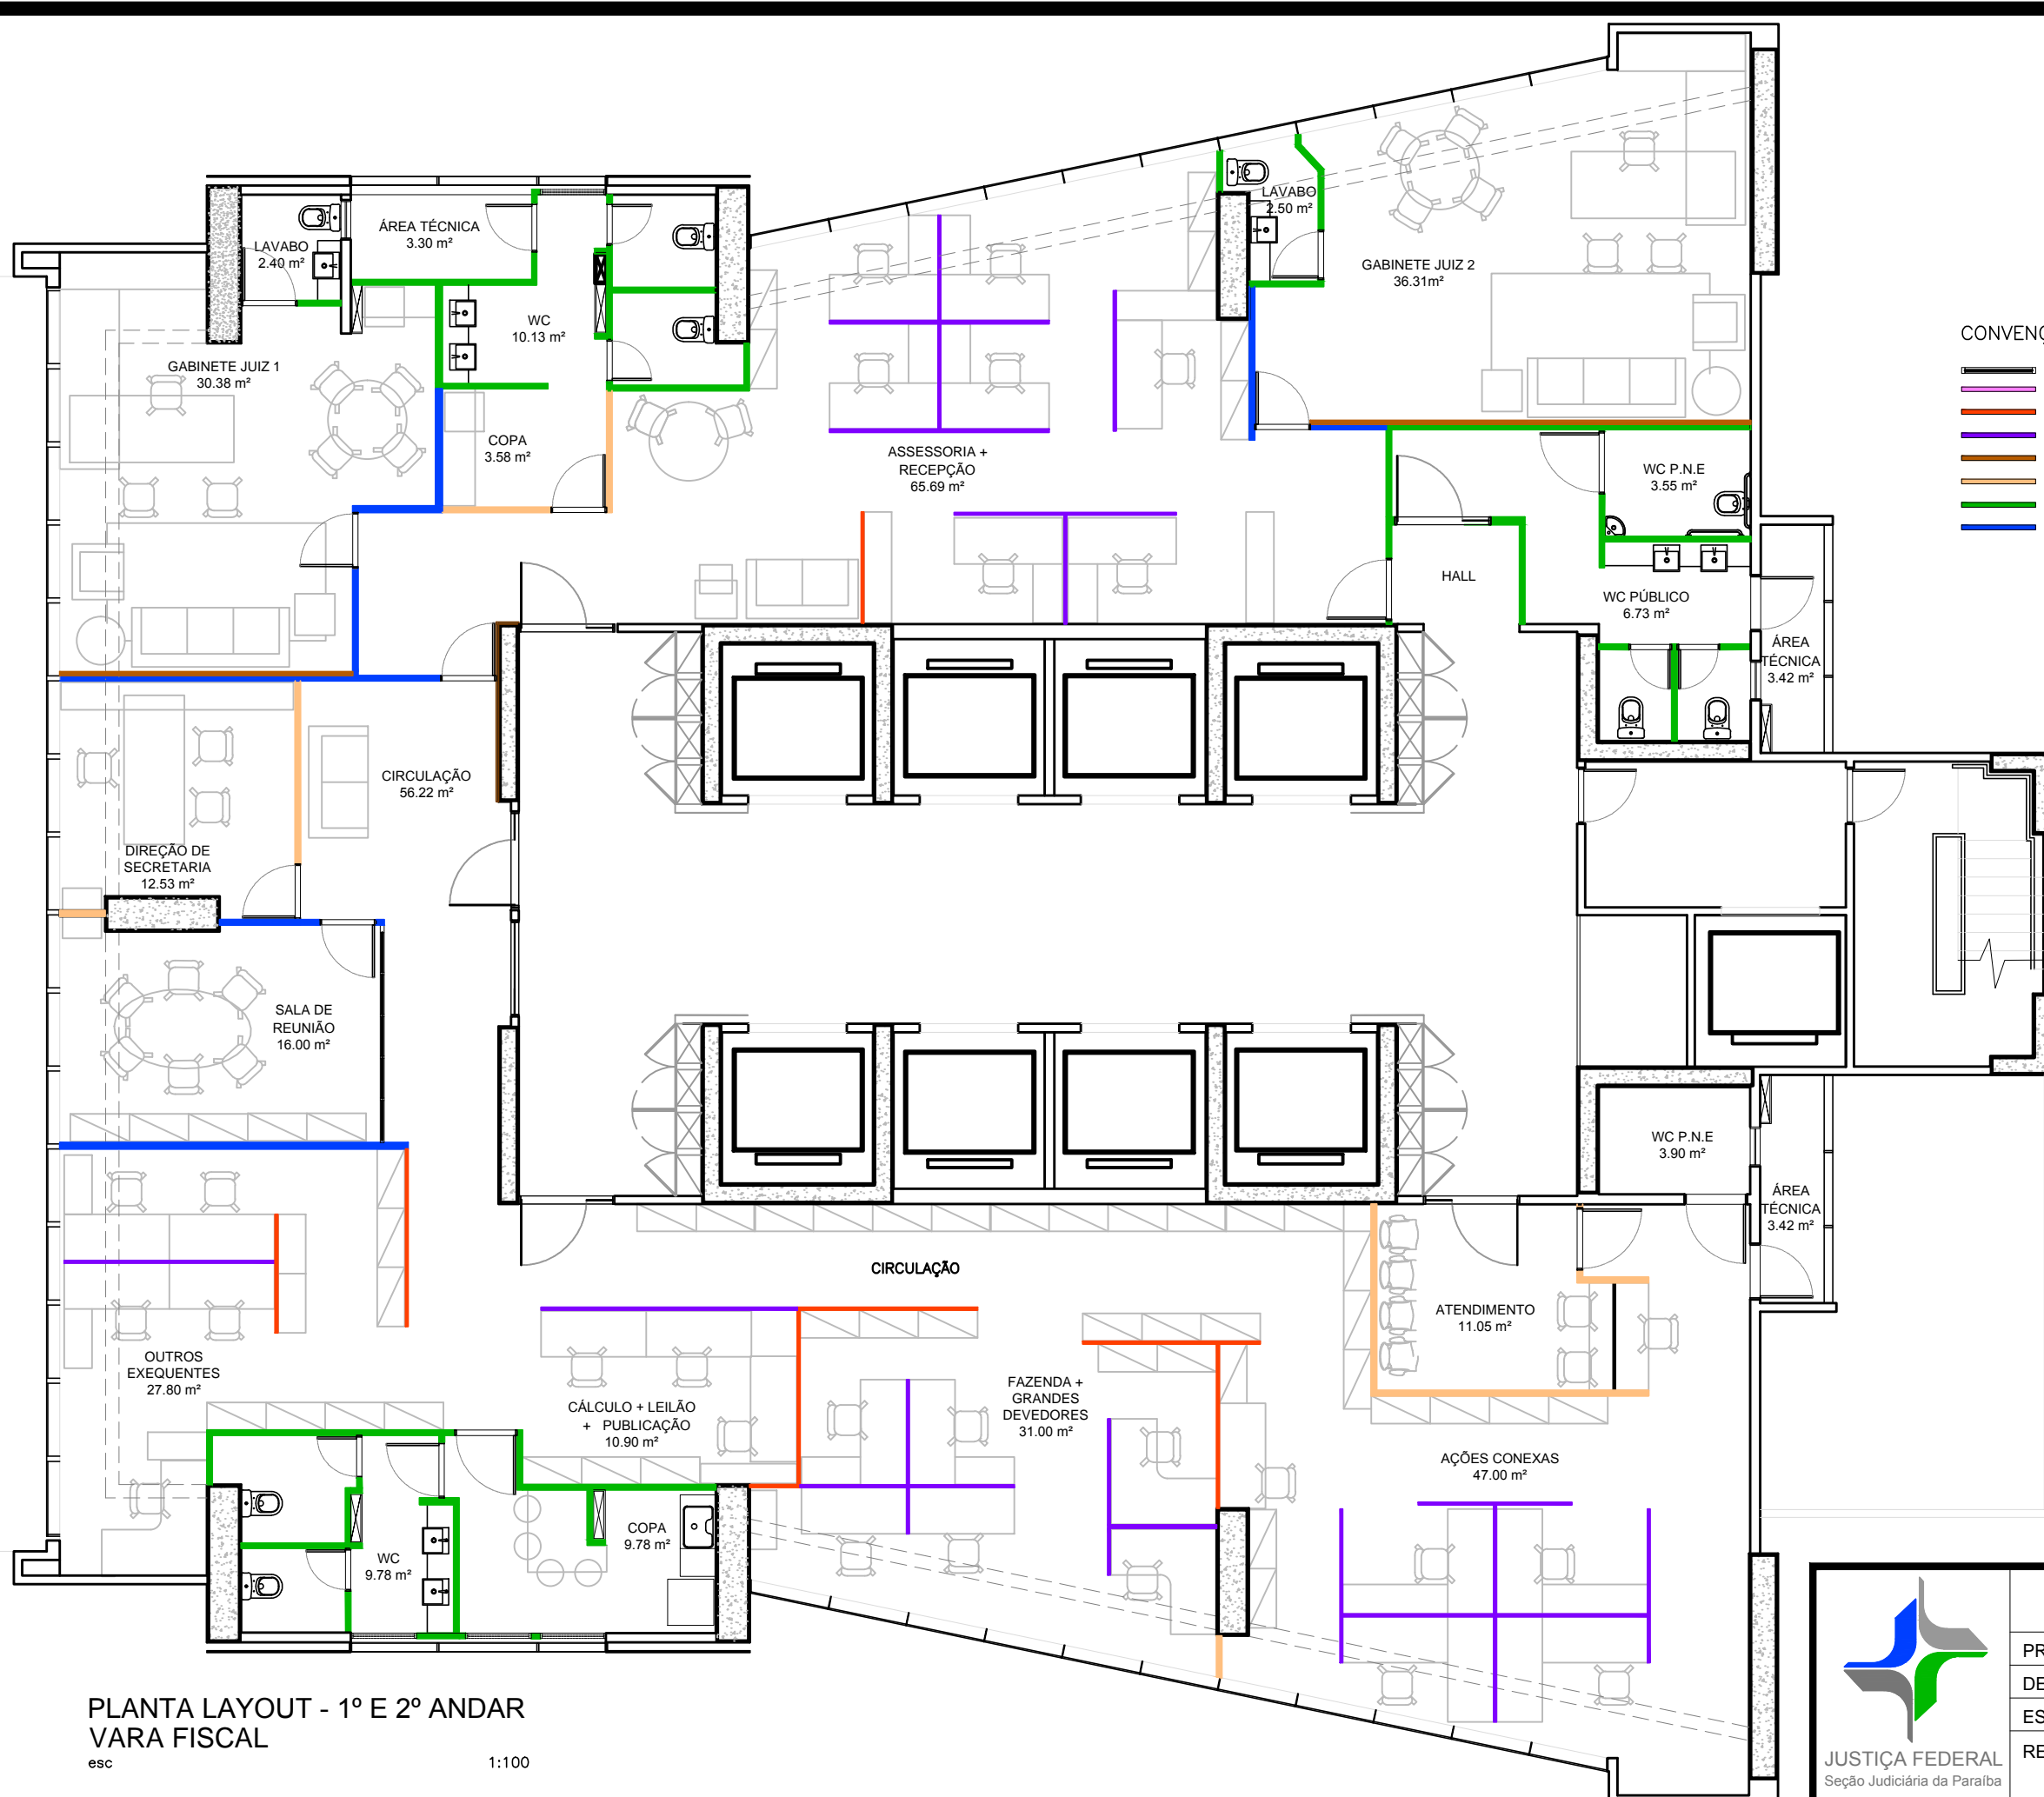 LAVABO
2.40 m²
ÁREA TÉCNICA
3.30 m²
WC
10.13 m²
GABINETE JUIZ 1
30.38 m²
COPA
3.58 m²
ASSESSORIA +
RECEPÇÃO
65.69 m²
LAVABO
2.50 m²
GABINETE JUIZ 2
36.31m²
WC P.N.E
3.55 m²
HALL
WC PÚBLICO
6.73 m²
ÁREA
TÉCNICA
3.42 m²
CIRCULAÇÃO
56.22 m²
DIREÇÃO DE
SECRETARIA
12.53 m²
SALA DE
REUNIÃO
16.00 m²
WC P.N.E
3.90 m²
ÁREA
TÉCNICA
3.42 m²
CIRCULAÇÃO
ATENDIMENTO
11.05 m²
OUTROS
EXEQUENTES
27.80 m²
CÁLCULO + LEILÃO
+ PUBLICAÇÃO
10.90 m²
FAZENDA +
GRANDES
DEVEDORES
31.00 m²
AÇÕES CONEXAS
47.00 m²
COPA
9.78 m²
WC
9.78 m²
PLANTA LAYOUT - 1º E 2º ANDAR
VARA FISCAL
esc 1:100
JUSTIÇA FEDERAL
Seção Judiciária da Paraíba
PR
DE
ES
RE